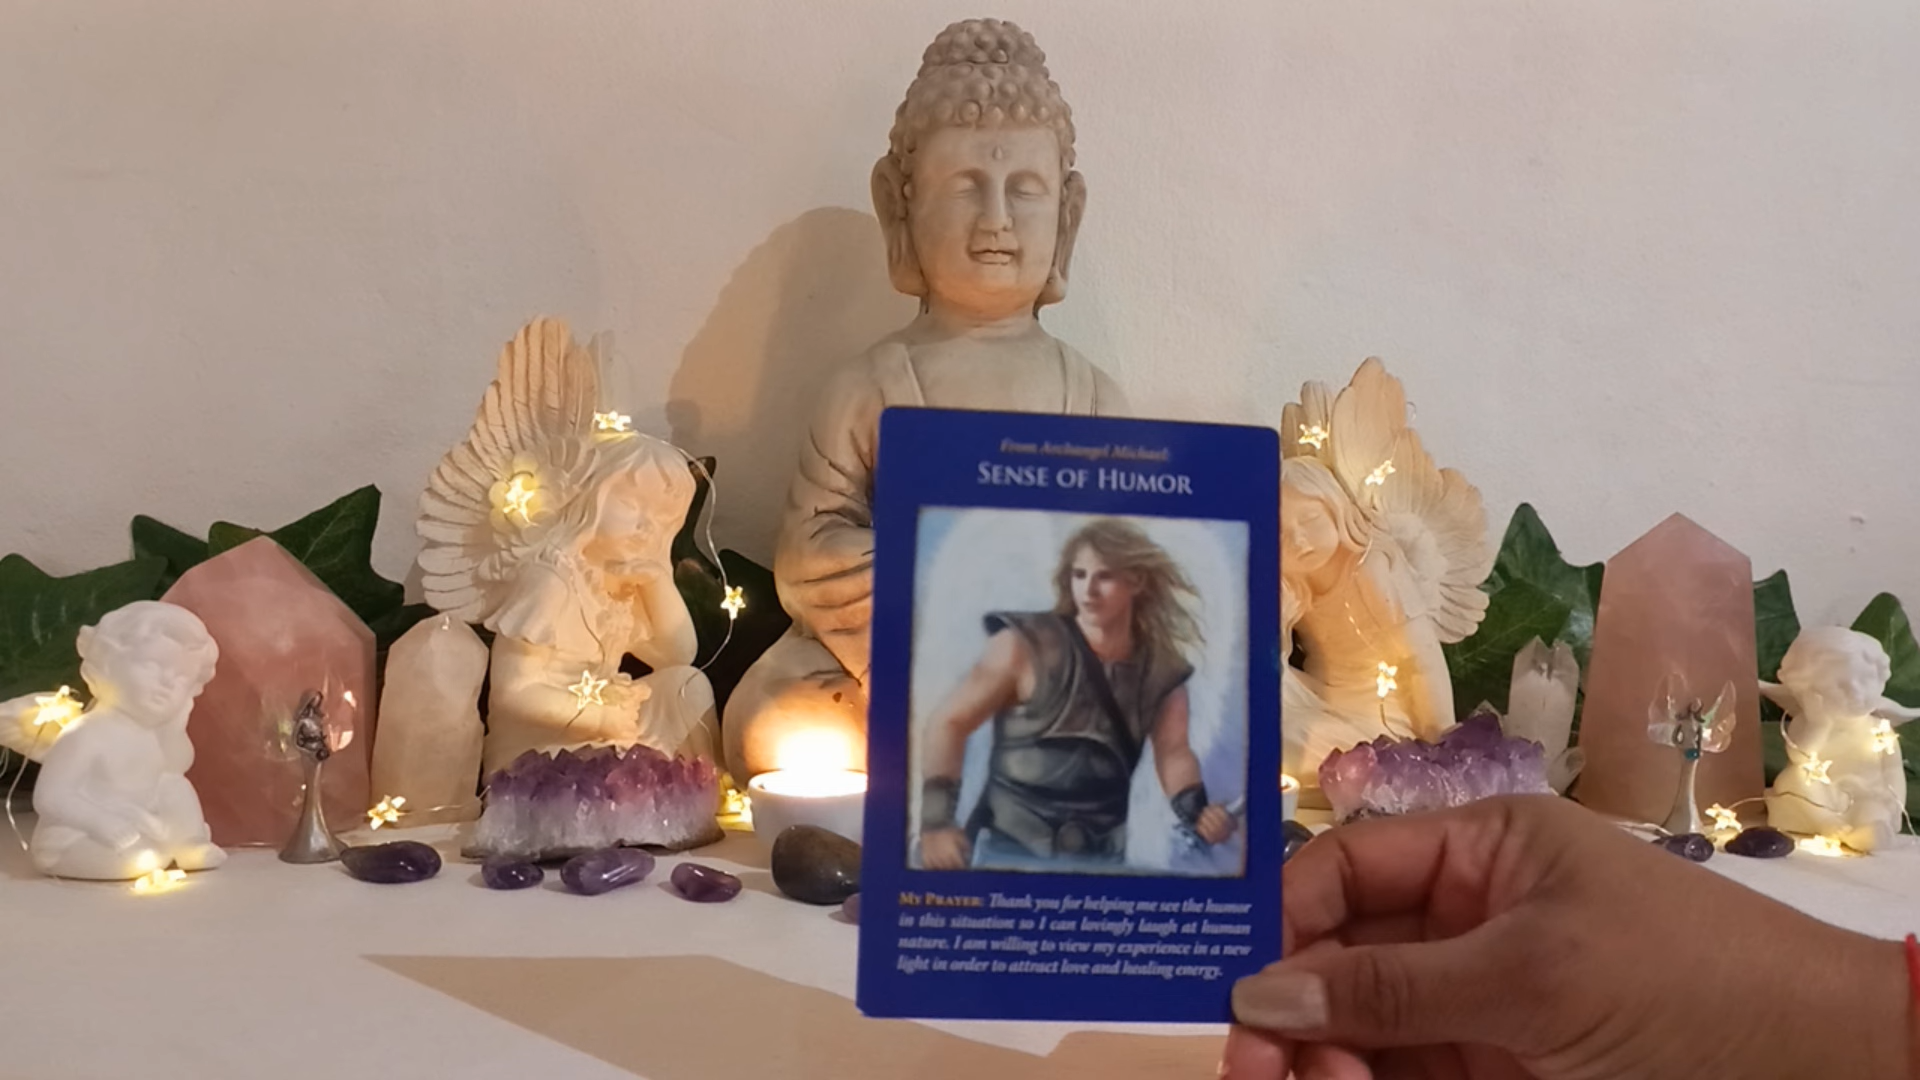 From Archangel Michael:
SENSE OF HUMOR
MY PRAYER: Thank you for helping me see the humor
in this situation so I can lovingly laugh at human
nature. I am willing to view my experience in a new
light in order to attract love and healing energy.